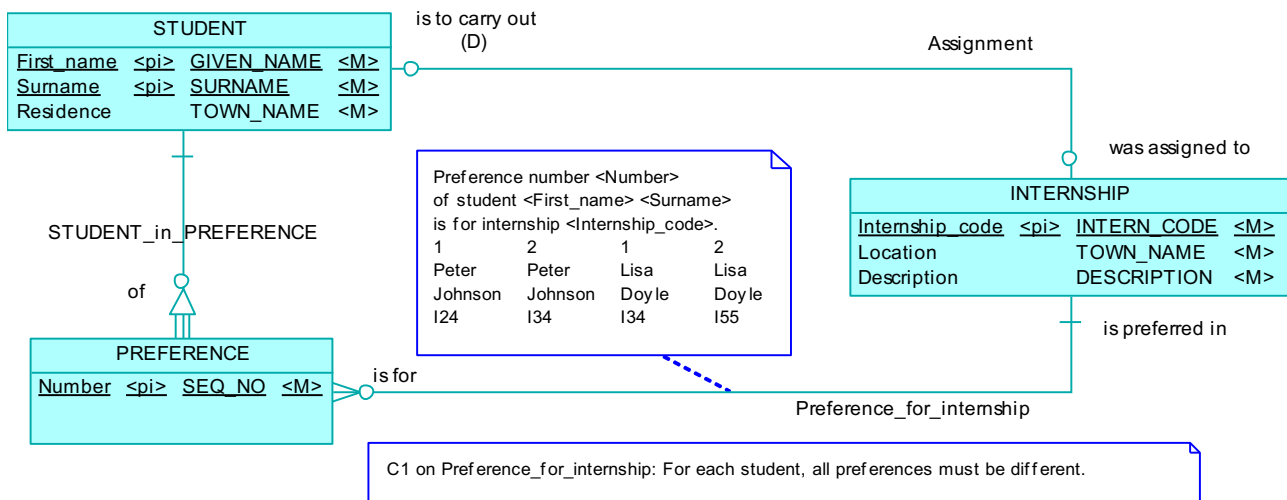 STUDENT
First_name <pi> GIVEN_NAME <M>
Surname <pi> SURNAME <M>
Residence TOWN_NAME <M>
is to carry out
(D)
Assignment
was assigned to
INTERNSHIP
Internship_code <pi> INTERN_CODE <M>
Location TOWN_NAME <M>
Description DESCRIPTION <M>
Preference number <Number>
of student <First_name> <Surname>
is for internship <Internship_code>.
1 2 1 2
Peter Peter Lisa Lisa
Johnson Johnson Doyle Doyle
I24 I34 I34 I55
STUDENT_in_PREFERENCE
of
PREFERENCE
Number <pi> SEQ_NO <M>
is for
is preferred in
Preference_for_internship
C1 on Preference_for_internship: For each student, all preferences must be different.